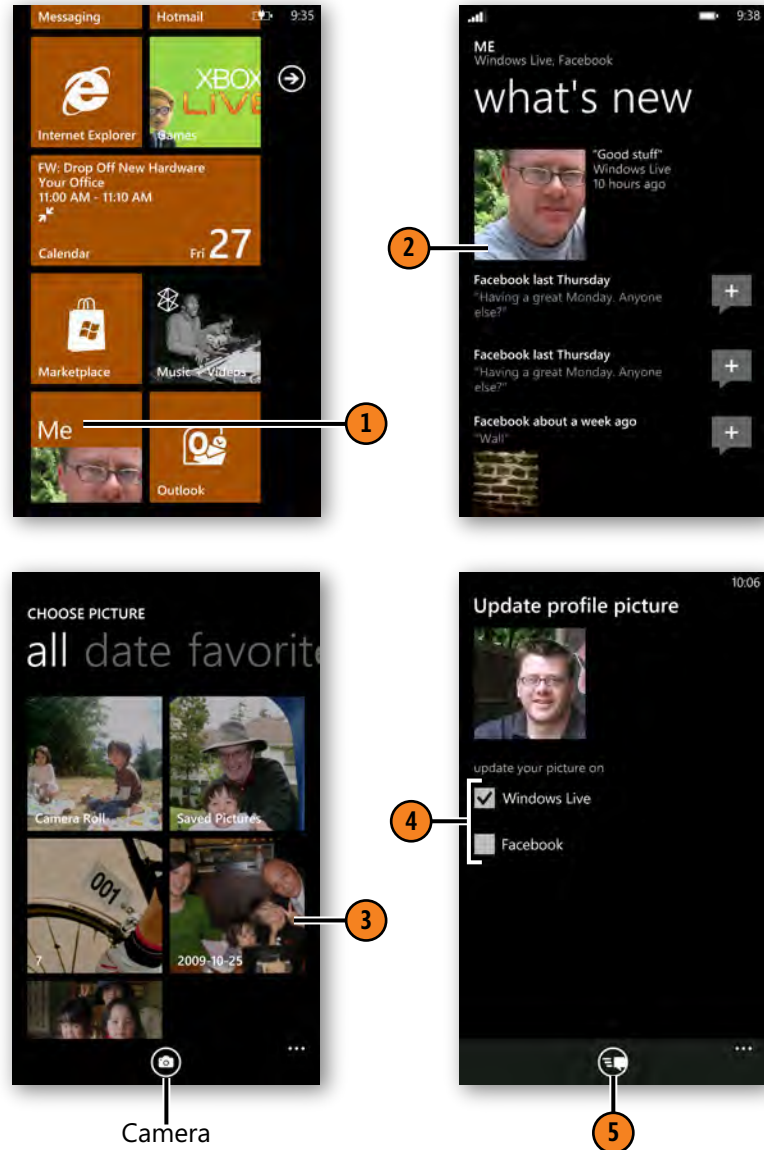 Messaging
Hotmail
9:35
XBOX
LIVE
Internet Explorer
Games
FW: Drop Off New Hardware
Your Office
11:00 AM - 11:10 AM
Calendar
Fri 27
Marketplace
Music + Videos
Me
Outlook
1
9:38
ME
Windows Live, Facebook
what's new
"Good stuff"
Windows Live
10 hours ago
2
Facebook last Thursday
"Having a great Monday. Anyone
else?"
Facebook last Thursday
"Having a great Monday. Anyone
else?"
Facebook about a week ago
"Wall"
CHOOSE PICTURE
all date favorite
Camera Roll
Saved Pictures
001
7
2009-10-25
3
Camera
10:06
Update profile picture
update your picture on
4
Windows Live
Facebook
5